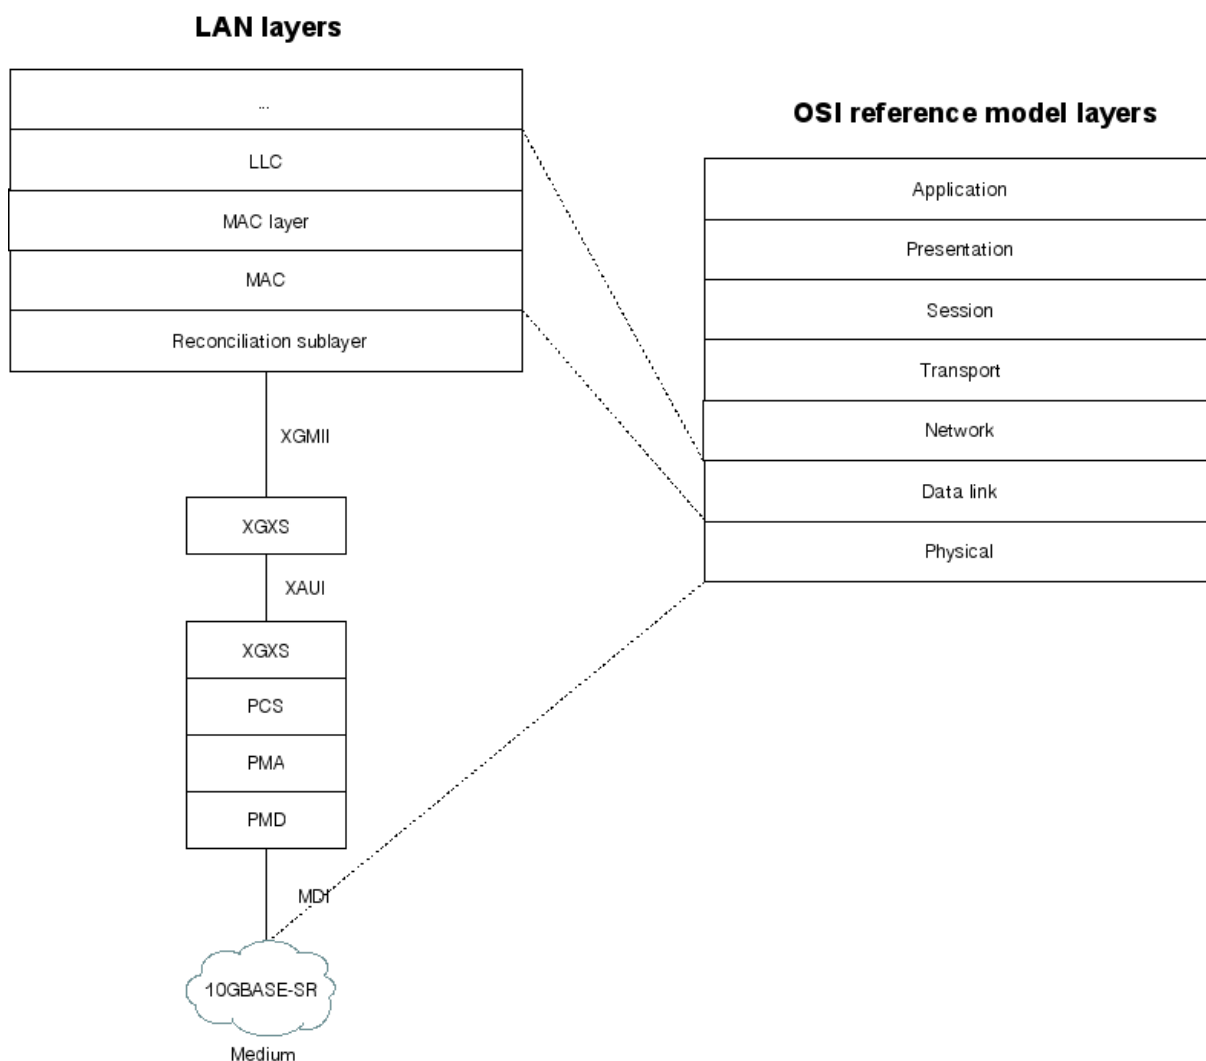 LAN layers
...
LLC
MAC layer
MAC
Reconciliation sublayer
XGMII
XGXS
XAUI
XGXS
PCS
PMA
PMD
MDI
10GBASE-SR
Medium
OSI reference model layers
Application
Presentation
Session
Transport
Network
Data link
Physical